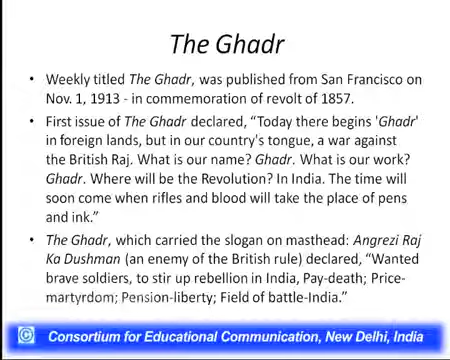 The Ghadr
• Weekly titled The Ghadr, was published from San Francisco on
Nov. 1, 1913 - in commemoration of revolt of 1857.
• First issue of The Ghadr declared, “Today there begins 'Ghadr'
in foreign lands, but in our country's tongue, a war against
the British Raj. What is our name? Ghadr. What is our work?
Ghadr. Where will be the Revolution? In India. The time will
soon come when rifles and blood will take the place of pens
and ink.”
• The Ghadr, which carried the slogan on masthead: Angrezi Raj
Ka Dushman (an enemy of the British rule) declared, “Wanted
brave soldiers, to stir up rebellion in India, Pay-death; Price-
martyrdom; Pension-liberty; Field of battle-India.”
© Consortium for Educational Communication, New Delhi, India